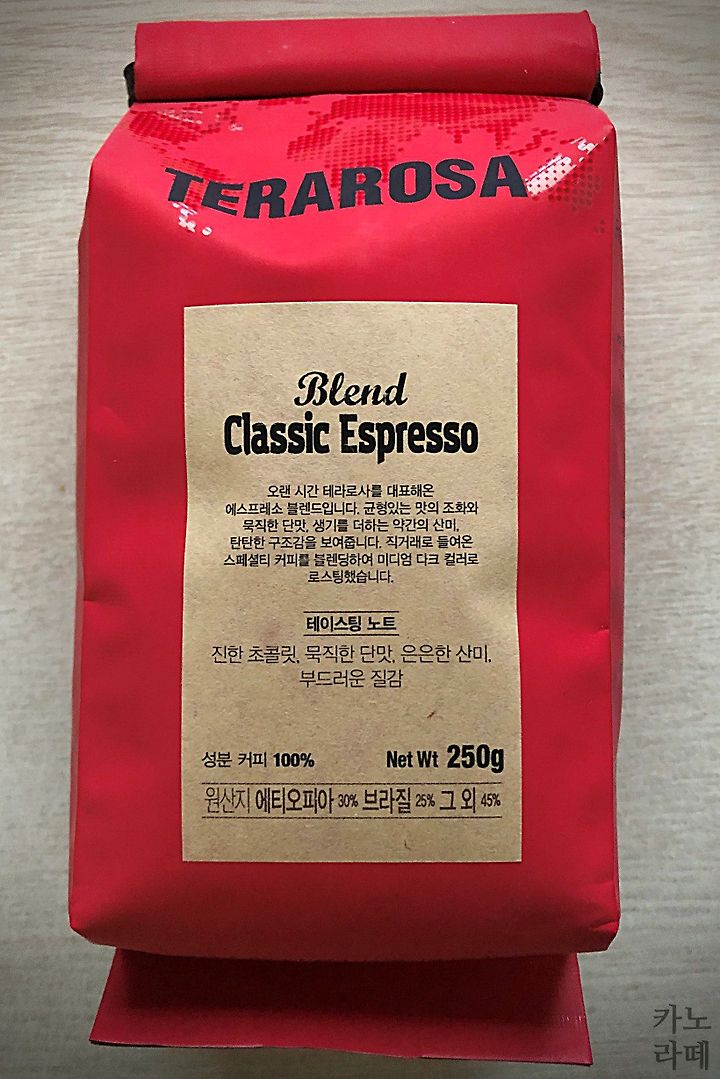 TERAROSA
Blend
Classic Espresso
오랜 시간 테라로사를 대표해온
에스프레소 블렌드입니다. 균형있는 맛의 조화와
묵직한 단맛, 생기를 더하는 약간의 산미,
탄탄한 구조감을 보여줍니다. 직거래로 들여온
스페셜티 커피를 블렌딩하여 미디엄 다크 컬러로
로스팅했습니다.
테이스팅 노트
진한 초콜릿, 묵직한 단맛, 은은한 산미,
부드러운 질감
성분 커피 100% Net Wt 250g
원산지 에티오피아 30% 브라질 25% 그 외 45%
카노
라떼